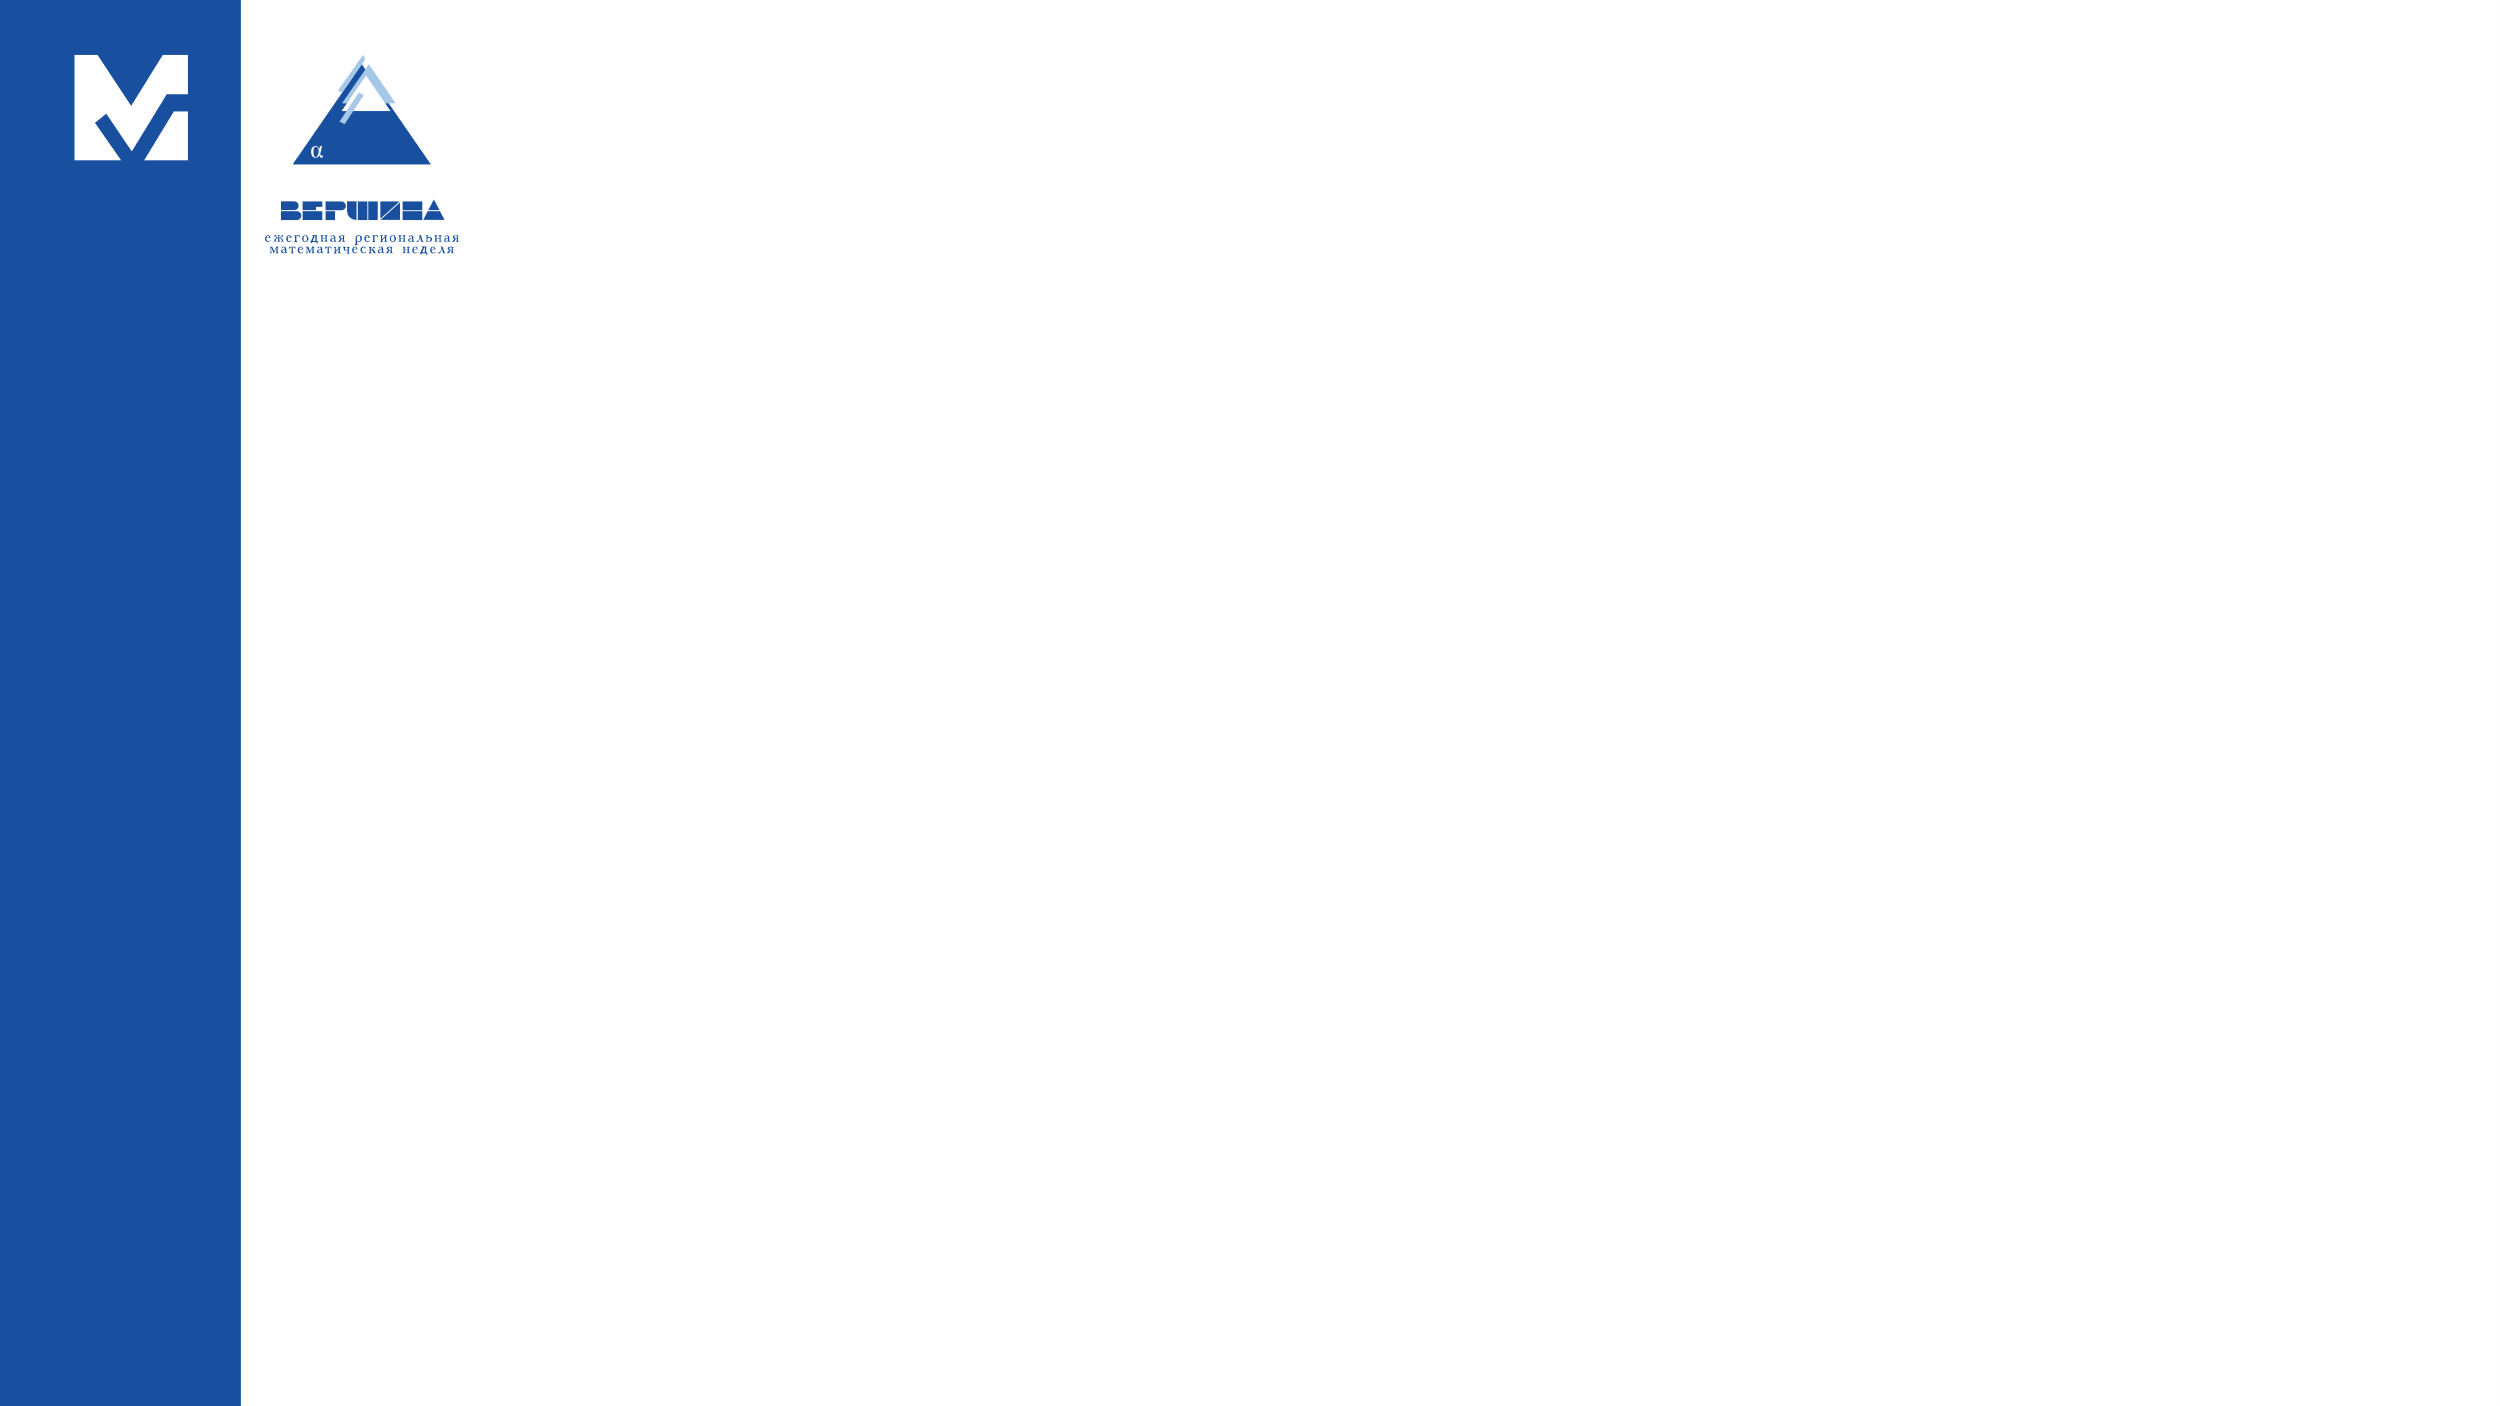 М
α
ВЕРШИНА
ежегодная региональная
математическая неделя